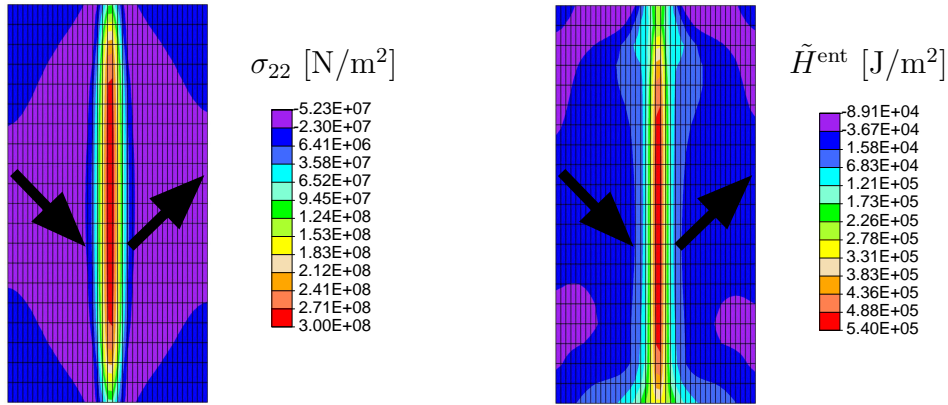 σ₂₂ [N/m²]
-5.23E+07
-2.30E+07
6.41E+06
3.58E+07
6.52E+07
9.45E+07
1.24E+08
1.53E+08
1.83E+08
2.12E+08
2.41E+08
2.71E+08
3.00E+08
H̃ᵉⁿᵗ [J/m²]
-8.91E+04
-3.67E+04
1.58E+04
6.83E+04
1.21E+05
1.73E+05
2.26E+05
2.78E+05
3.31E+05
3.83E+05
4.36E+05
4.88E+05
5.40E+05